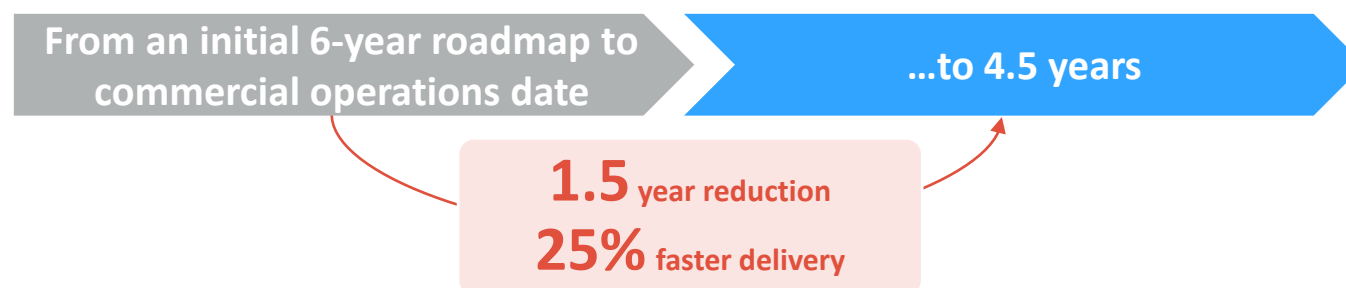 From an initial 6-year roadmap to
commercial operations date
...to 4.5 years
1.5 year reduction
25% faster delivery